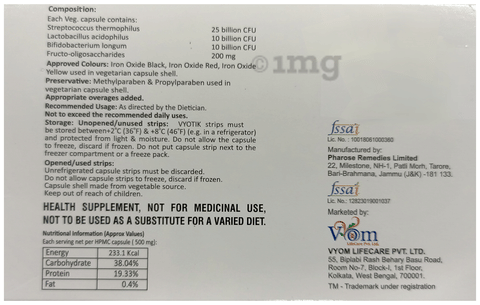 Composition:
Each Veg. capsule contains:
Streptococcus thermophilus 25 billion CFU
Lactobacillus acidophilus 10 billion CFU
Bifidobacterium longum 10 billion CFU
Fructo-oligosaccharides 200 mg
Approved Colours: Iron Oxide Black, Iron Oxide Red, Iron Oxide
Yellow used in vegetarian capsule shell.
Preservative: Methylparaben & Propylparaben used in
vegetarian capsule shell.
Appropriate overages added.
Recommended Usage: As directed by the Dietician.
Not to exceed the recommended daily uses.
Storage: Unopened/unused strips: VYOTIK strips must
be stored between+2°C (36°F) & +8°C (46°F) (e.g. in a refrigerator)
and protected from light & moisture. Do not allow the capsule
to freeze, discard if frozen. Do not put capsule strip next to the
freezer compartment or a freeze pack.
Opened/used strips:
Unrefrigerated capsule strips must be discarded.
Do not allow capsule strips to freeze, discard if frozen.
Capsule shell made from vegetable source.
Keep out of reach of children.
HEALTH SUPPLEMENT, NOT FOR MEDICINAL USE,
NOT TO BE USED AS A SUBSTITUTE FOR A VARIED DIET.
Nutritional Information (Approx Values)
Each serving net per HPMC capsule ( 500 mg):
Energy 233.1 kcal
Carbohydrate 38.04%
Protein 19.33%
Fat 0.4%
©1mg
fssai
Lic. No. : 10018061000360
Manufactured by:
Pharose Remedies Limited
22, Milestone, NH-1, Patli Morh, Tarore,
Bari-Brahmana, Jammu (J&K) -181 133.
fssai
Lic. No.: 12823019001037
Marketed by:
Vyom
Lifecare Pvt. Ltd.
VYOM LIFECARE PVT. LTD.
55, Biplabi Rash Behary Basu Road,
Room No-7, Block-I, 1st Floor,
Kolkata, West Bengal, 700001.
TM - Trademark under registration